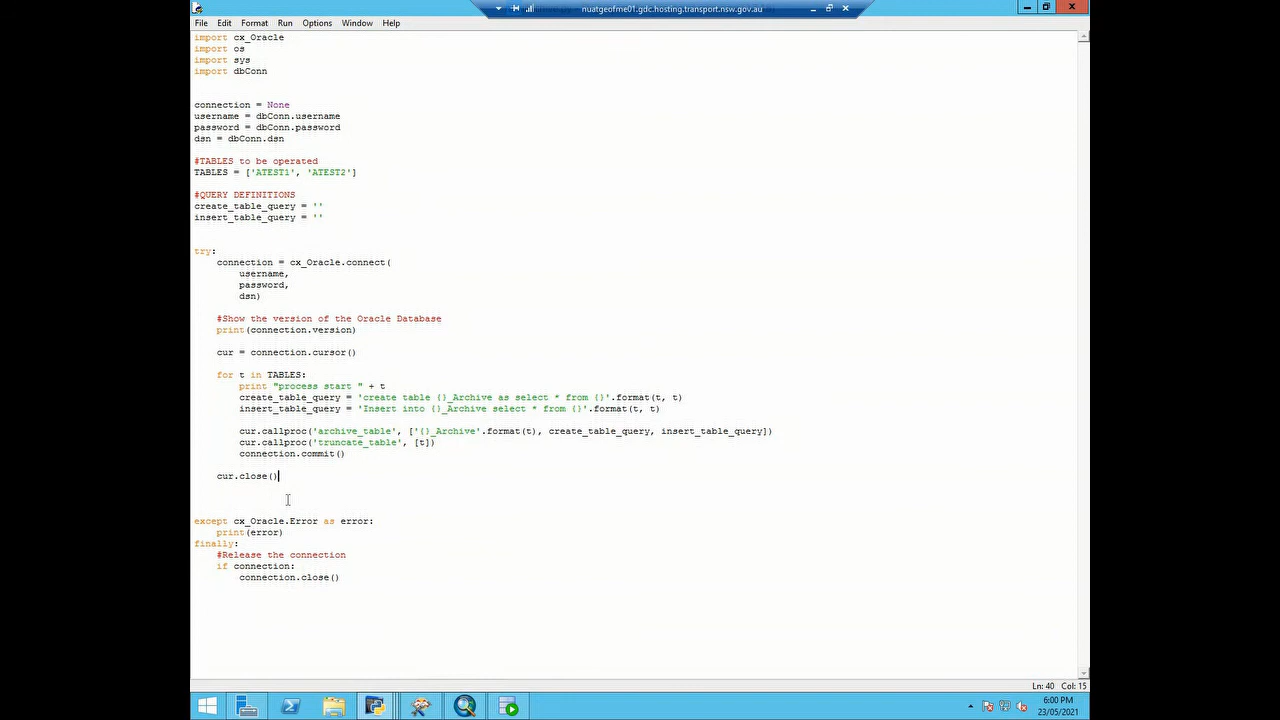 nuatgeofme01.gdc.hosting.transport.nsw.gov.au
File Edit Format Run Options Window Help
import cx_Oracle
import os
import sys
import dbConn
connection = None
username = dbConn.username
password = dbConn.password
dsn = dbConn.dsn
#TABLES to be operated
TABLES = ['ATEST1', 'ATEST2']
#QUERY DEFINITIONS
create_table_query = ''
insert_table_query = ''
try:
    connection = cx_Oracle.connect(
        username,
        password,
        dsn)
    #Show the version of the Oracle Database
    print(connection.version)
    cur = connection.cursor()
    for t in TABLES:
        print "process start " + t
        create_table_query = 'create table {}_Archive as select * from {}'.format(t, t)
        insert_table_query = 'Insert into {}_Archive select * from {}'.format(t, t)
        cur.callproc('archive_table', ['{}_Archive'.format(t), create_table_query, insert_table_query])
        cur.callproc('truncate_table', [t])
        connection.commit()
    cur.close()
except cx_Oracle.Error as error:
    print(error)
finally:
    #Release the connection
    if connection:
        connection.close()
Ln: 40 Col: 15
6:00 PM
23/05/2021